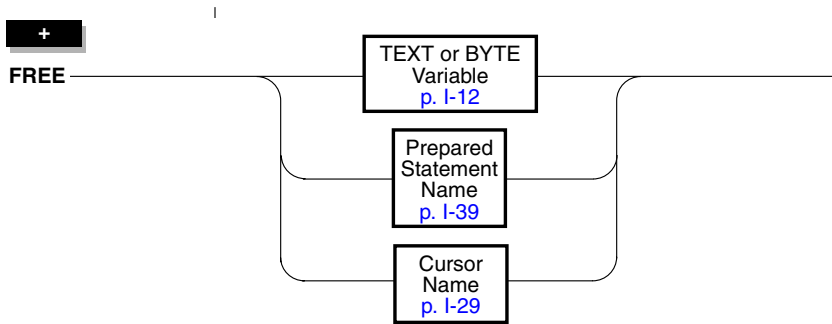 +
FREE
TEXT or BYTE
Variable
p. I-12
Prepared
Statement
Name
p. I-39
Cursor
Name
p. I-29